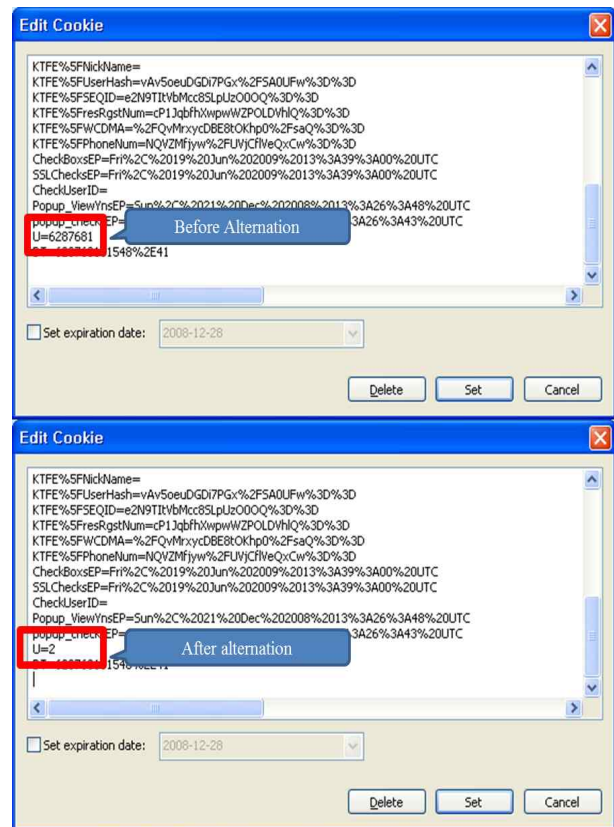 Edit Cookie
KTFE%5FNickName=
KTFE%5FUserHash=vAv5oeuDGDi7PGx%2FSA0UFw%3D%3D
KTFE%5FSEQID=e2N9TItVbMcc8SLpUzO0OQ%3D%3D
KTFE%5FresRgstNum=cP1JqbfhXwpwWZPOLDVhlQ%3D%3D
KTFE%5FWCDMA=%2FQvMrxycDBE8tOKhp0%2FsaQ%3D%3D
KTFE%5FPhoneNum=NQVZMfjyw%2FUVjCflVeQxCw%3D%3D
CheckBoxsEP=Fri%2C%2019%20Jun%202009%2013%3A39%3A00%20UTC
SSLChecksEP=Fri%2C%2019%20Jun%202009%2013%3A39%3A00%20UTC
CheckUserID=
Popup_ViewYnsEP=Sun%2C%2021%20Dec%202008%2013%3A26%3A48%20UTC
EP= 3A26%3A43%20UTC
Before Alternation
U=6287681
1548%2E41
Set expiration date: 2008-12-28
Delete Set Cancel
Edit Cookie
KTFE%5FNickName=
KTFE%5FUserHash=vAv5oeuDGDi7PGx%2FSA0UFw%3D%3D
KTFE%5FSEQID=e2N9TItVbMcc8SLpUzO0OQ%3D%3D
KTFE%5FresRgstNum=cP1JqbfhXwpwWZPOLDVhlQ%3D%3D
KTFE%5FWCDMA=%2FQvMrxycDBE8tOKhp0%2FsaQ%3D%3D
KTFE%5FPhoneNum=NQVZMfjyw%2FUVjCflVeQxCw%3D%3D
CheckBoxsEP=Fri%2C%2019%20Jun%202009%2013%3A39%3A00%20UTC
SSLChecksEP=Fri%2C%2019%20Jun%202009%2013%3A39%3A00%20UTC
CheckUserID=
Popup_ViewYnsEP=Sun%2C%2021%20Dec%202008%2013%3A26%3A48%20UTC
EP= 3A26%3A43%20UTC
After alternation
U=2
Set expiration date: 2008-12-28
Delete Set Cancel